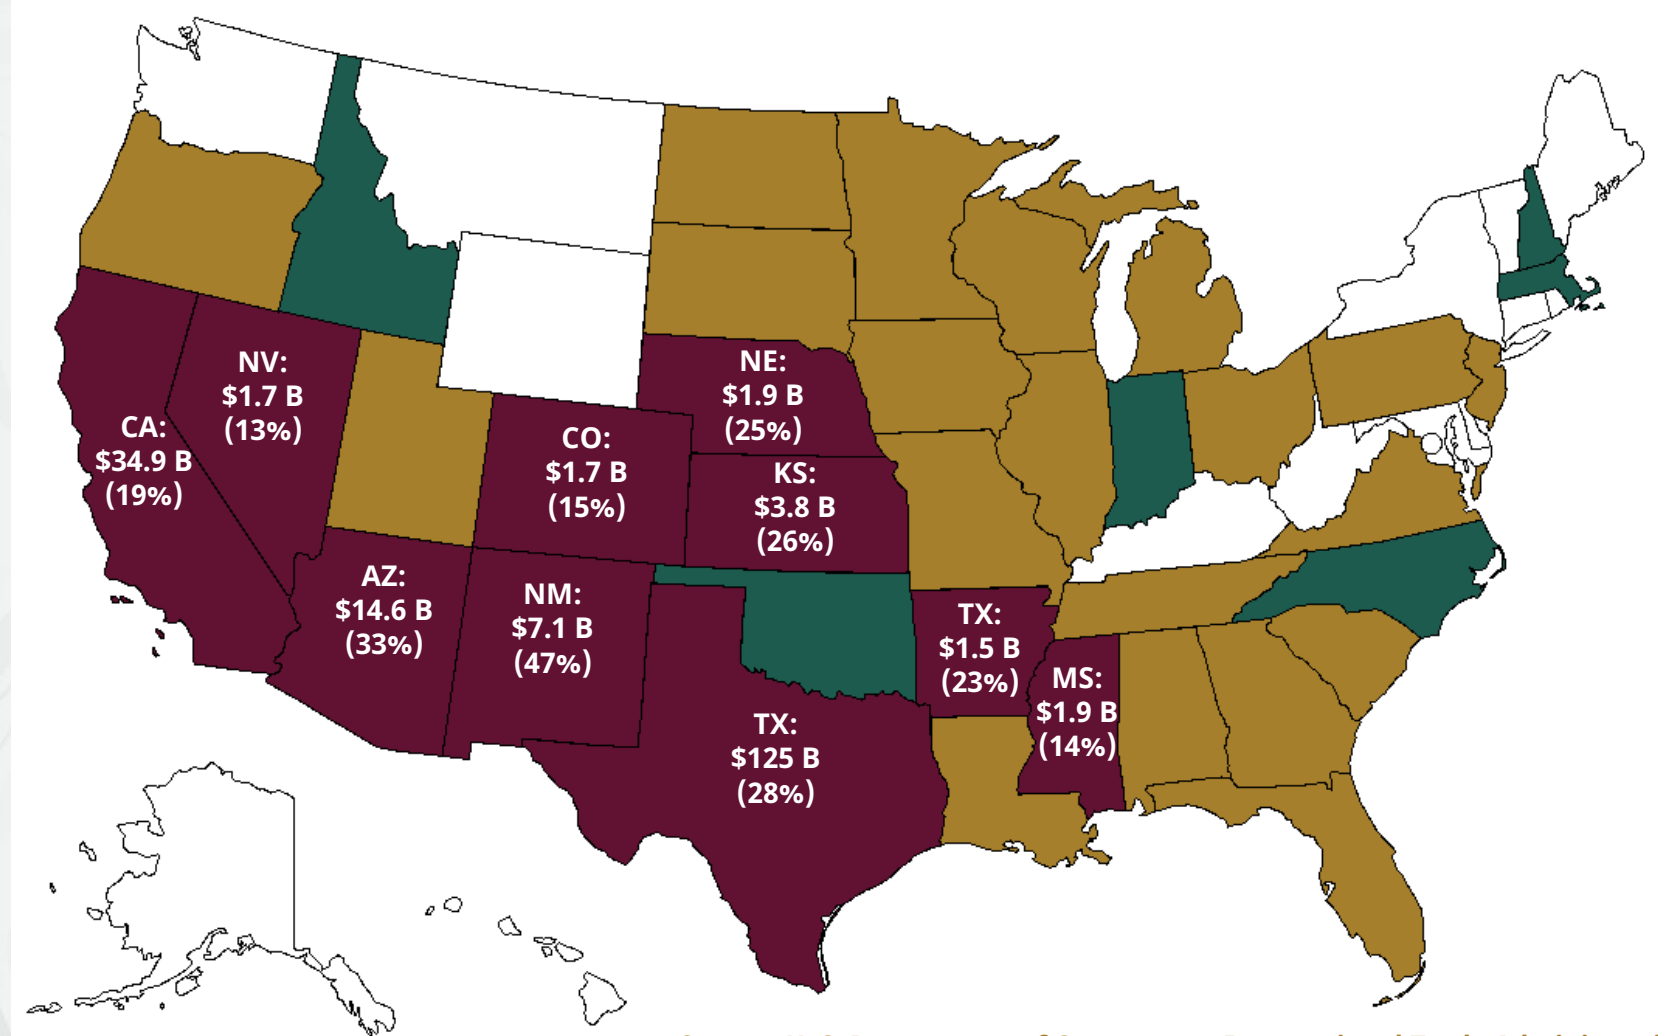 NV:
$1.7 B
(13%)
CA:
$34.9 B
(19%)
NE:
$1.9 B
(25%)
CO:
$1.7 B
(15%)
KS:
$3.8 B
(26%)
AZ:
$14.6 B
(33%)
NM:
$7.1 B
(47%)
TX:
$1.5 B
(23%)
MS:
$1.9 B
(14%)
TX:
$125 B
(28%)